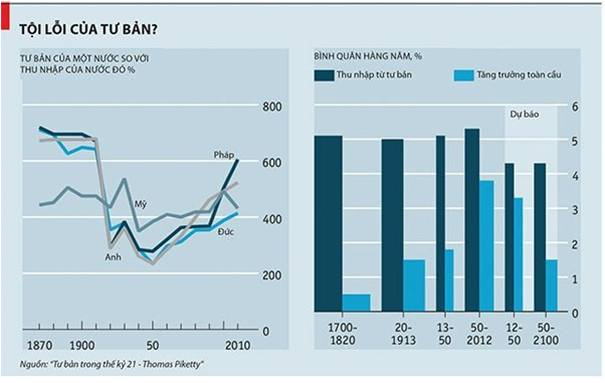 TỘI LỖI CỦA TƯ BẢN?
TƯ BẢN CỦA MỘT NƯỚC SO VỚI
THU NHẬP CỦA NƯỚC ĐÓ %
800
600
400
200
0
Pháp
Mỹ
Anh
Đức
1870
1900
50
2010
BÌNH QUÂN HÀNG NĂM, %
Thu nhập từ tư bản
Tăng trưởng toàn cầu
Dự báo
6
5
4
3
2
1
0
1700-
1820
20-
1913
13-
50
50-
2012
12-
50
50-
2100
Nguồn: "Tư bản trong thế kỷ 21 - Thomas Piketty"